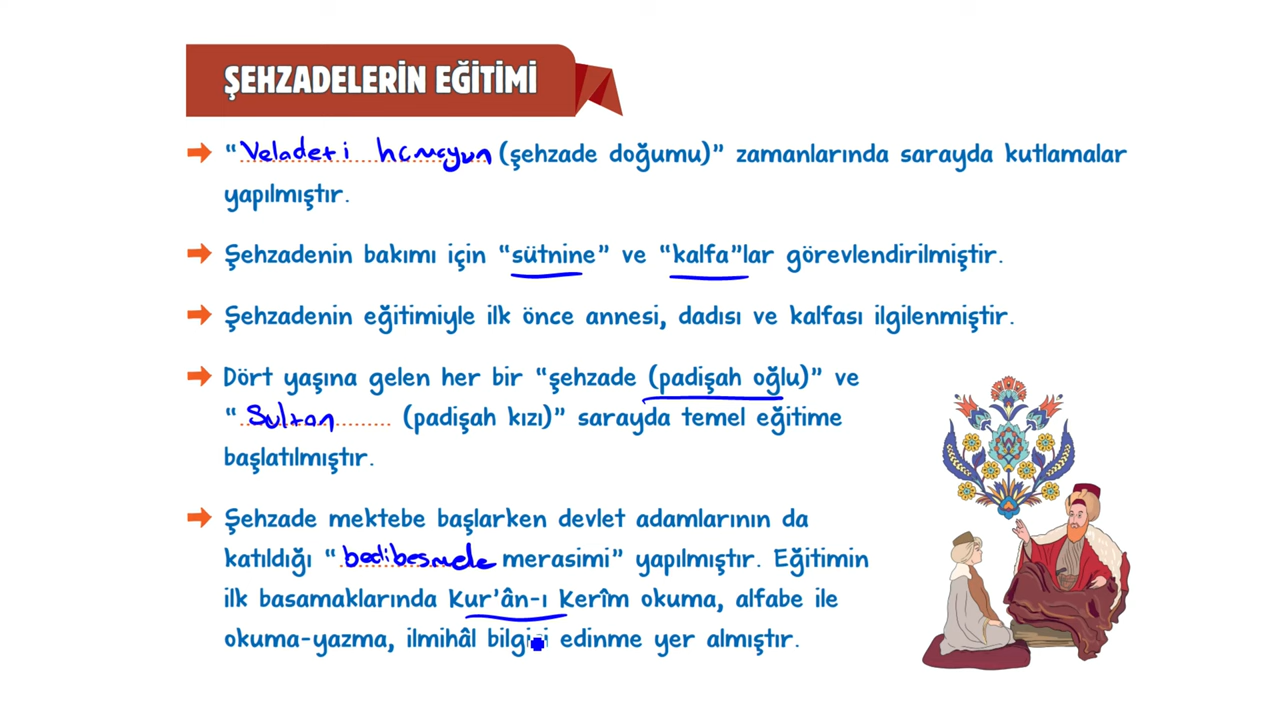 ŞEHZADELERİN EĞİTİMİ
➔ “Veladeti humayun (şehzade doğumu)” zamanlarında sarayda kutlamalar
yapılmıştır.
➔ Şehzadenin bakımı için “sütnine” ve “kalfa”lar görevlendirilmiştir.
➔ Şehzadenin eğitimiyle ilk önce annesi, dadısı ve kalfası ilgilenmiştir.
➔ Dört yaşına gelen her bir “şehzade (padişah oğlu)” ve
“Sultan (padişah kızı)” sarayda temel eğitime
başlatılmıştır.
➔ Şehzade mektebe başlarken devlet adamlarının da
katıldığı “bedibesmele merasimi” yapılmıştır. Eğitimin
ilk basamaklarında Kur’ân-ı Kerîm okuma, alfabe ile
okuma-yazma, ilmihâl bilgisi edinme yer almıştır.